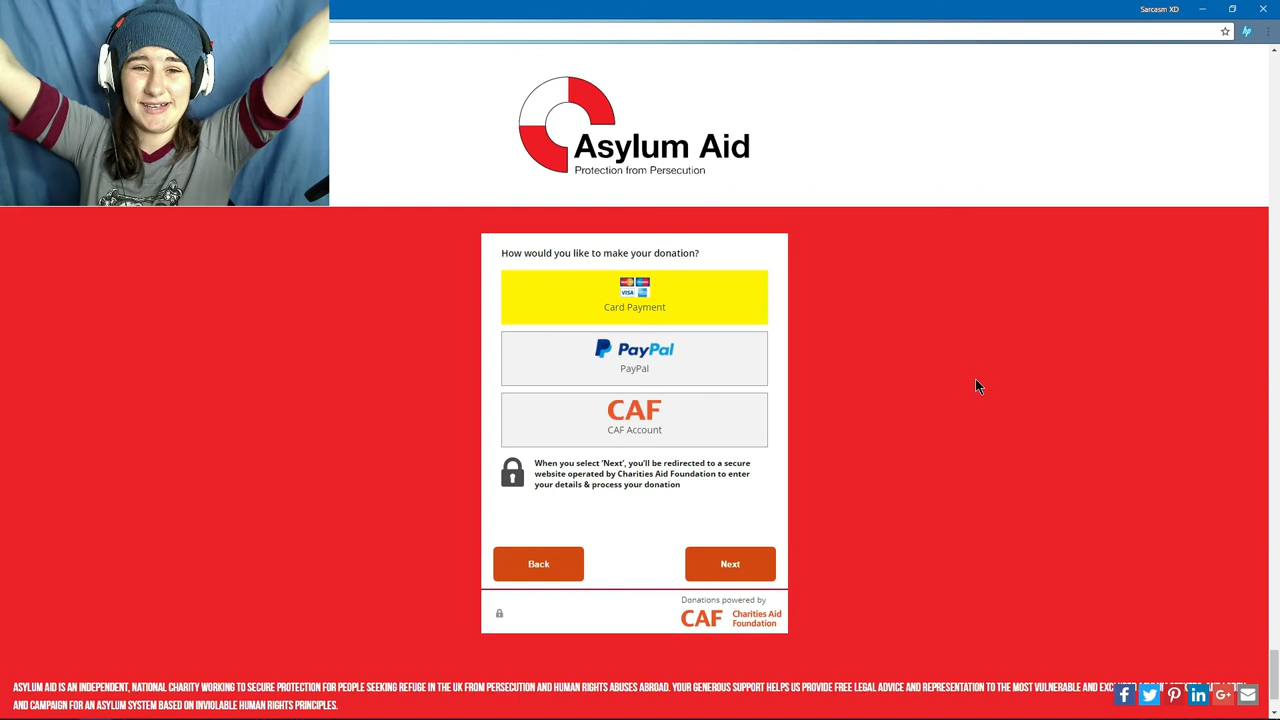 Sarcasm XD
Asylum Aid
Protection from Persecution
How would you like to make your donation?
VISA
Card Payment
PayPal
PayPal
CAF
CAF Account
When you select 'Next', you'll be redirected to a secure
website operated by Charities Aid Foundation to enter
your details & process your donation
Back
Next
Donations powered by
CAF Charities Aid
Foundation
ASYLUM AID IS AN INDEPENDENT, NATIONAL CHARITY WORKING TO SECURE PROTECTION FOR PEOPLE SEEKING REFUGE IN THE UK FROM PERSECUTION AND HUMAN RIGHTS ABUSES ABROAD. YOUR GENEROUS SUPPORT HELPS US PROVIDE FREE LEGAL ADVICE AND REPRESENTATION TO THE MOST VULNERABLE AND
AND CAMPAIGN FOR AN ASYLUM SYSTEM BASED ON INVIOLABLE HUMAN RIGHTS PRINCIPLES.